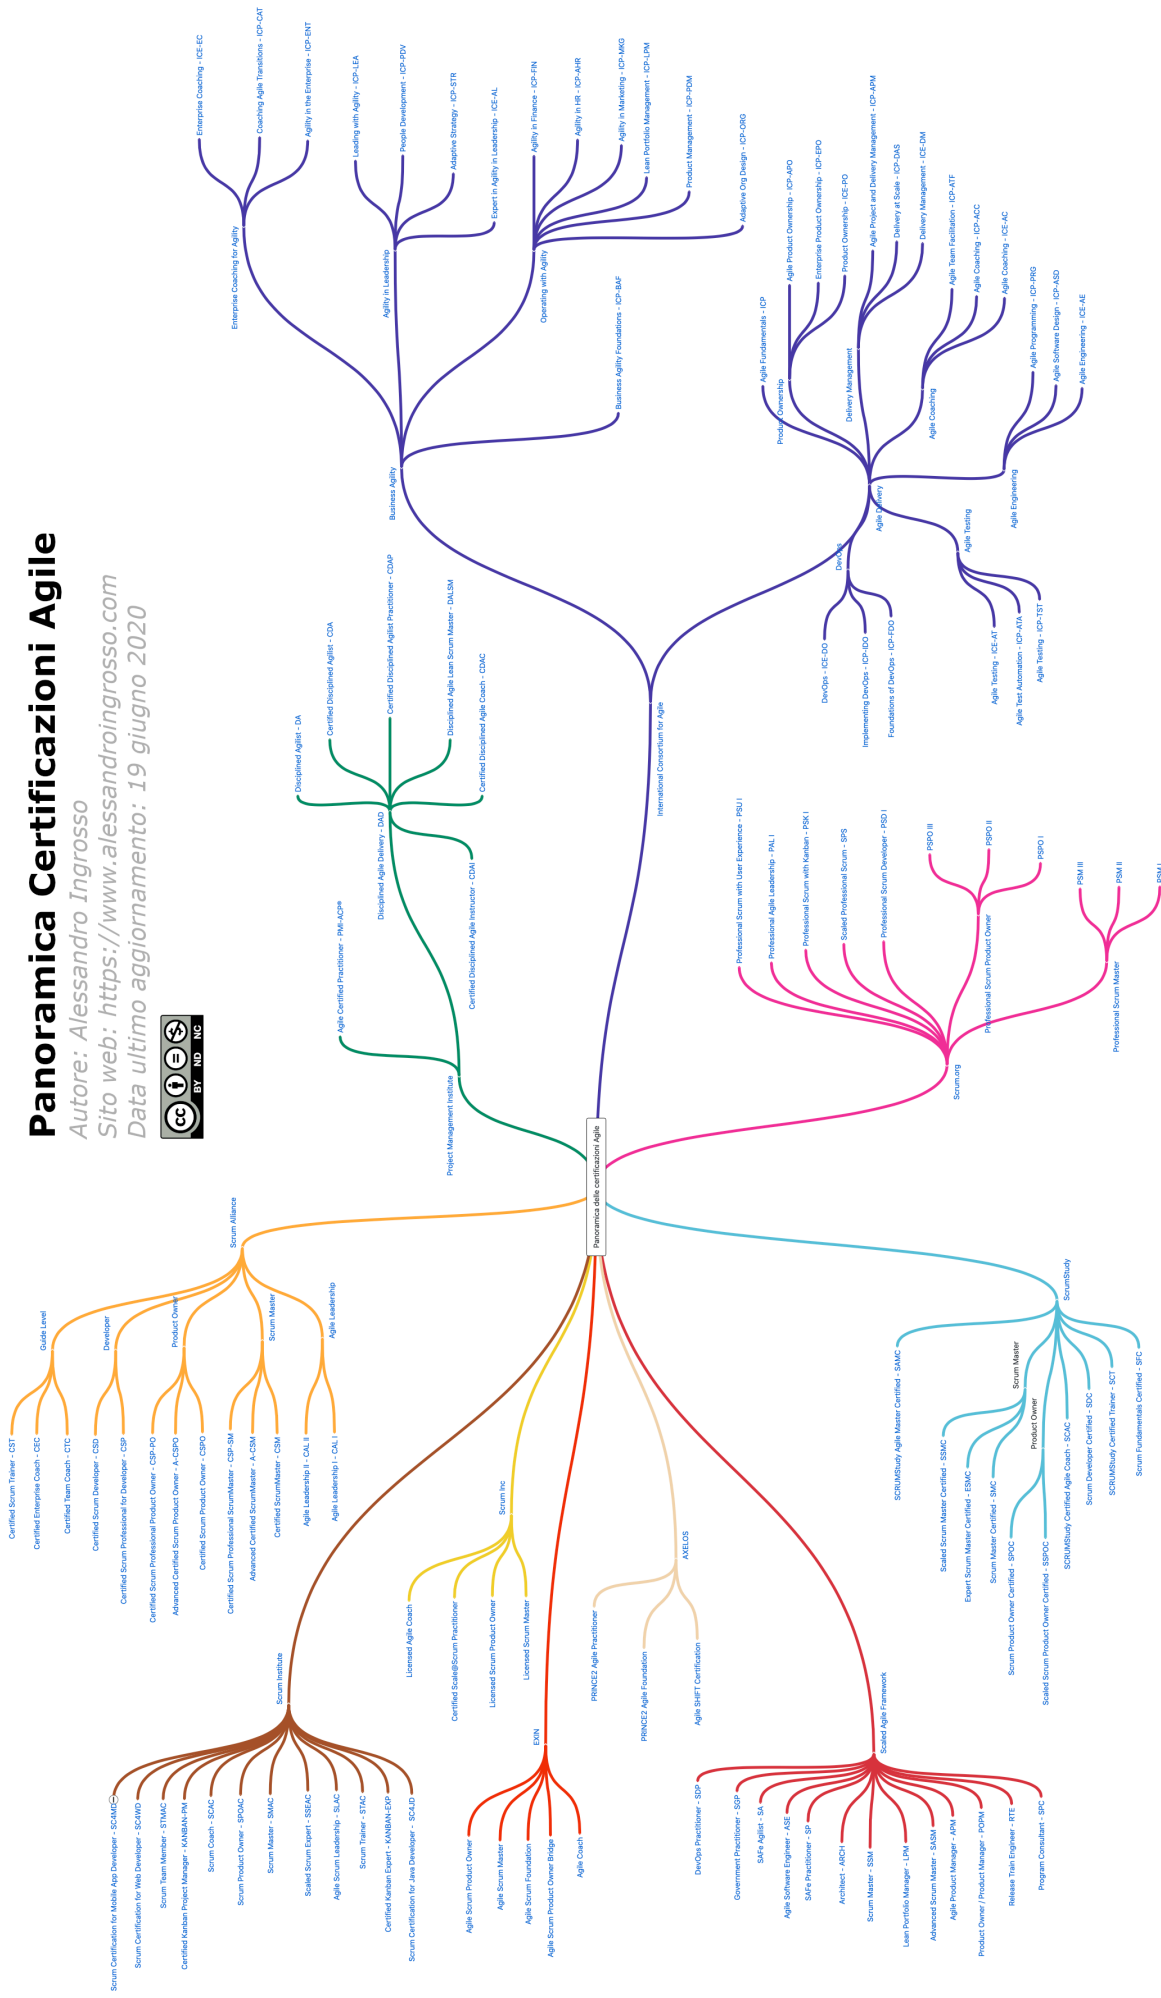 Panoramica Certificazioni Agile
Autore: Alessandro Ingrosso
Sito web: https://www.alessandroingrosso.com
Data ultimo aggiornamento: 19 giugno 2020
cc
BY ND NC
Panoramica delle certificazioni Agile
Scrum Alliance
Guide Level
Certified Scrum Trainer - CST
Certified Enterprise Coach - CEC
Certified Team Coach - CTC
Developer
Certified Scrum Developer - CSD
Certified Scrum Professional for Developer - CSP
Product Owner
Certified Scrum Professional Product Owner - CSP-PO
Advanced Certified Scrum Product Owner - A-CSPO
Certified Scrum Product Owner - CSPO
Scrum Master
Certified Scrum Professional ScrumMaster - CSP-SM
Advanced Certified ScrumMaster - A-CSM
Certified ScrumMaster - CSM
Agile Leadership
Agile Leadership II - CAL II
Agile Leadership I - CAL I
Scrum Institute
Scrum Certification for Mobile App Developer - SC4MD
Scrum Certification for Web Developer - SC4WD
Scrum Team Member - STMAC
Certified Kanban Project Manager - KANBAN-PM
Scrum Coach - SCAC
Scrum Product Owner - SPOAC
Scrum Master - SMAC
Scaled Scrum Expert - SSEAC
Agile Scrum Leadership - SLAC
Scrum Trainer - STAC
Certified Kanban Expert - KANBAN-EXP
Scrum Certification for Java Developer - SC4JD
Scrum Inc
Licensed Agile Coach
Certified Scale@Scrum Practitioner
Licensed Scrum Product Owner
Licensed Scrum Master
EXIN
Agile Scrum Product Owner
Agile Scrum Master
Agile Scrum Foundation
Agile Scrum Product Owner Bridge
Agile Coach
AXELOS
PRINCE2 Agile Practitioner
PRINCE2 Agile Foundation
Agile SHIFT Certification
Scaled Agile Framework
DevOps Practitioner - SDP
Government Practitioner - SGP
SAFe Agilist - SA
Agile Software Engineer - ASE
SAFe Practitioner - SP
Architect - ARCH
Scrum Master - SSM
Lean Portfolio Manager - LPM
Advanced Scrum Master - SASM
Agile Product Manager - APM
Product Owner / Product Manager - POPM
Release Train Engineer - RTE
Program Consultant - SPC
Project Management Institute
Agile Certified Practitioner - PMI-ACP®
Disciplined Agile Delivery - DAD
Disciplined Agilist - DA
Certified Disciplined Agilist - CDA
Certified Disciplined Agilist Practitioner - CDAP
Disciplined Agile Lean Scrum Master - DALSM
Certified Disciplined Agile Coach - CDAC
Certified Disciplined Agile Instructor - CDAI
International Consortium for Agile
Business Agility
Enterprise Coaching for Agility
Enterprise Coaching - ICE-EC
Coaching Agile Transitions - ICP-CAT
Agility in the Enterprise - ICP-ENT
Agility in Leadership
Leading with Agility - ICP-LEA
People Development - ICP-PDV
Adaptive Strategy - ICP-STR
Expert in Agility in Leadership - ICE-AL
Operating with Agility
Agility in Finance - ICP-FIN
Agility in HR - ICP-AHR
Agility in Marketing - ICP-MKG
Lean Portfolio Management - ICP-LPM
Product Management - ICP-PDM
Adaptive Org Design - ICP-ORG
Business Agility Foundations - ICP-BAF
Agile Delivery
Agile Fundamentals - ICP
Product Ownership
Agile Product Ownership - ICP-APO
Enterprise Product Ownership - ICP-EPO
Product Ownership - ICE-PO
Delivery Management
Agile Project and Delivery Management - ICP-APM
Delivery at Scale - ICP-DAS
Delivery Management - ICE-DM
Agile Coaching
Agile Team Facilitation - ICP-ATF
Agile Coaching - ICP-ACC
Agile Coaching - ICE-AC
Agile Engineering
Agile Programming - ICP-PRG
Agile Software Design - ICP-ASD
Agile Engineering - ICE-AE
DevOps
DevOps - ICE-DO
Implementing DevOps - ICP-IDO
Foundations of DevOps - ICP-FDO
Agile Testing
Agile Testing - ICE-AT
Agile Test Automation - ICP-ATA
Agile Testing - ICP-TST
Scrum.org
Professional Scrum with User Experience - PSU I
Professional Agile Leadership - PAL I
Professional Scrum with Kanban - PSK I
Scaled Professional Scrum - SPS
Professional Scrum Developer - PSD I
Professional Scrum Product Owner
PSPO III
PSPO II
PSPO I
Professional Scrum Master
PSM III
PSM II
PSM I
ScrumStudy
SCRUMStudy Agile Master Certified - SAMC
Scrum Master
Scaled Scrum Master Certified - SSMC
Expert Scrum Master Certified - ESMC
Scrum Master Certified - SMC
Product Owner
Scrum Product Owner Certified - SPOC
Scaled Scrum Product Owner Certified - SSPOC
SCRUMStudy Certified Agile Coach - SCAC
Scrum Developer Certified - SDC
SCRUMStudy Certified Trainer - SCT
Scrum Fundamentals Certified - SFC